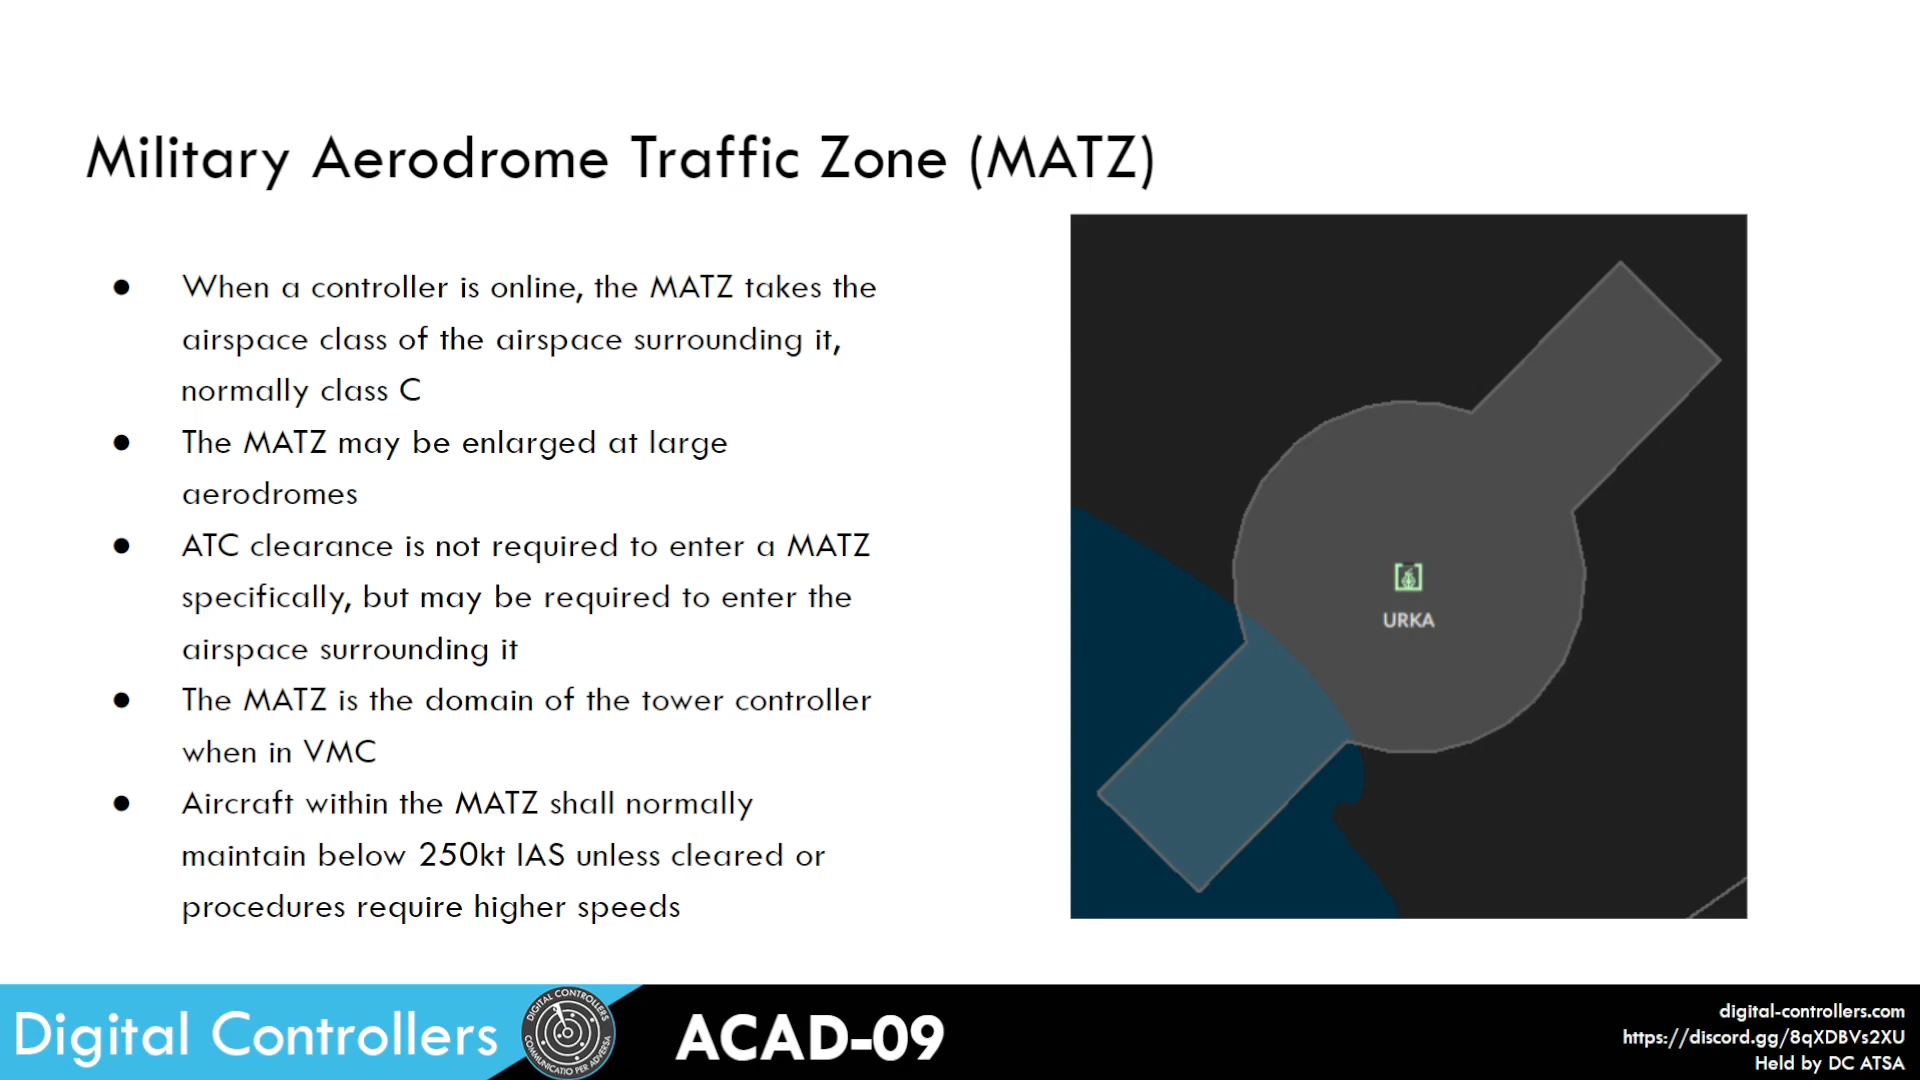 Military Aerodrome Traffic Zone (MATZ)
● When a controller is online, the MATZ takes the
airspace class of the airspace surrounding it,
normally class C
● The MATZ may be enlarged at large
aerodromes
● ATC clearance is not required to enter a MATZ
specifically, but may be required to enter the
airspace surrounding it
● The MATZ is the domain of the tower controller
when in VMC
● Aircraft within the MATZ shall normally
maintain below 250kt IAS unless cleared or
procedures require higher speeds
URKA
Digital Controllers
DIGITAL CONTROLLERS
COMMUNICATIO PER ADVERSA
ACAD-09
digital-controllers.com
https://discord.gg/8qXDBVs2XU
Held by DC ATSA